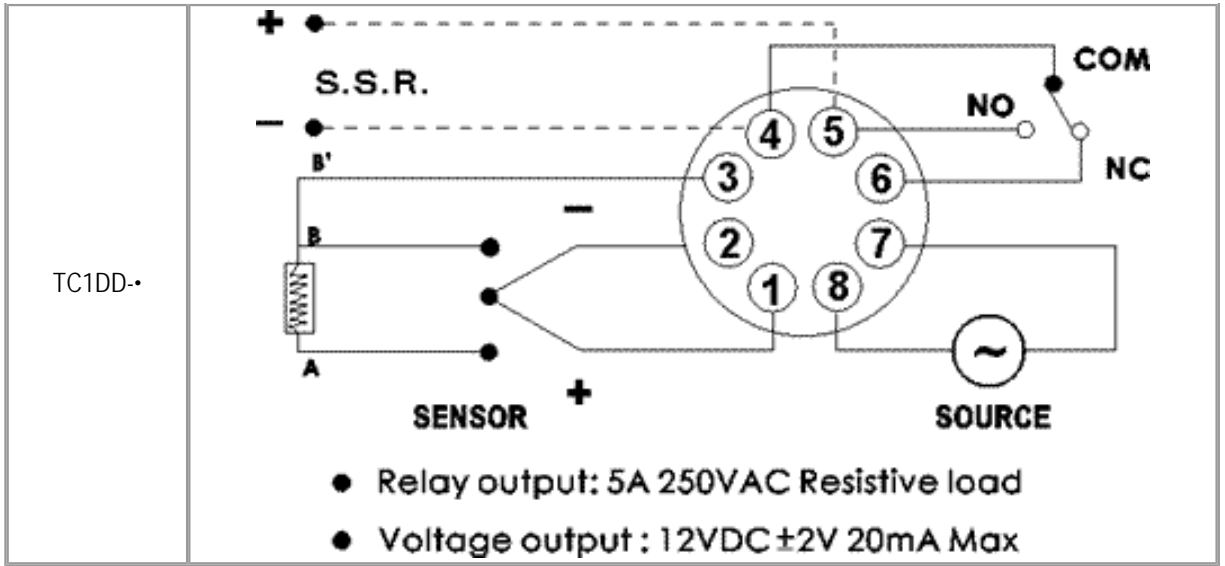 TC1DD-•
+
S.S.R.
–
COM
NO
NC
4
5
3
6
2
7
1
8
B'
B
A
–
+
~
SENSOR
SOURCE
● Relay output: 5A 250VAC Resistive load
● Voltage output : 12VDC±2V 20mA Max